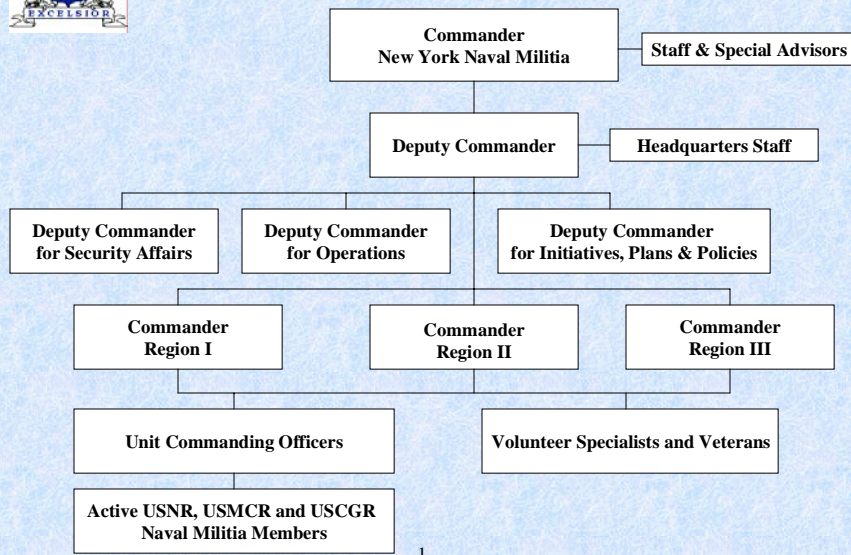 EXCELSIOR
Commander
New York Naval Militia
Staff & Special Advisors
Deputy Commander
Headquarters Staff
Deputy Commander
for Security Affairs
Deputy Commander
for Operations
Deputy Commander
for Initiatives, Plans & Policies
Commander
Region I
Commander
Region II
Commander
Region III
Unit Commanding Officers
Volunteer Specialists and Veterans
Active USNR, USMCR and USCGR
Naval Militia Members
1